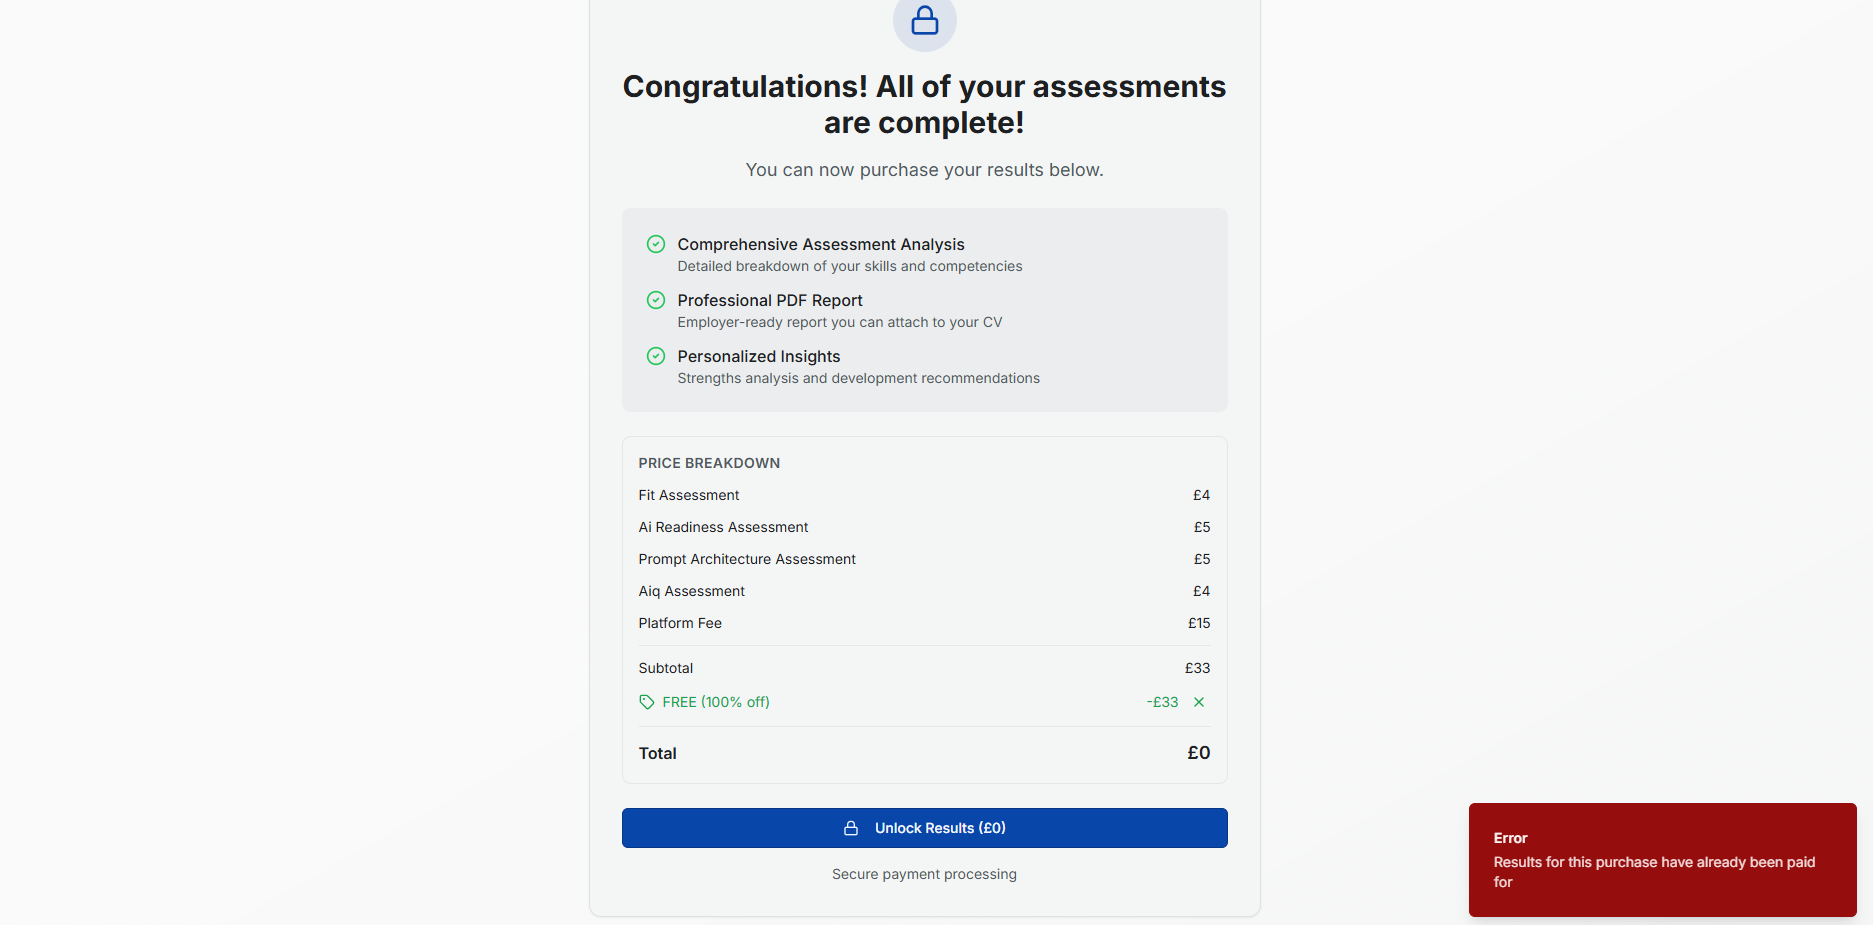 Congratulations! All of your assessments
are complete!
You can now purchase your results below.
Comprehensive Assessment Analysis
Detailed breakdown of your skills and competencies
Professional PDF Report
Employer-ready report you can attach to your CV
Personalized Insights
Strengths analysis and development recommendations
PRICE BREAKDOWN
Fit Assessment £4
Ai Readiness Assessment £5
Prompt Architecture Assessment £5
Aiq Assessment £4
Platform Fee £15
Subtotal £33
FREE (100% off) -£33
Total £0
Unlock Results (£0)
Secure payment processing
Error
Results for this purchase have already been paid
for